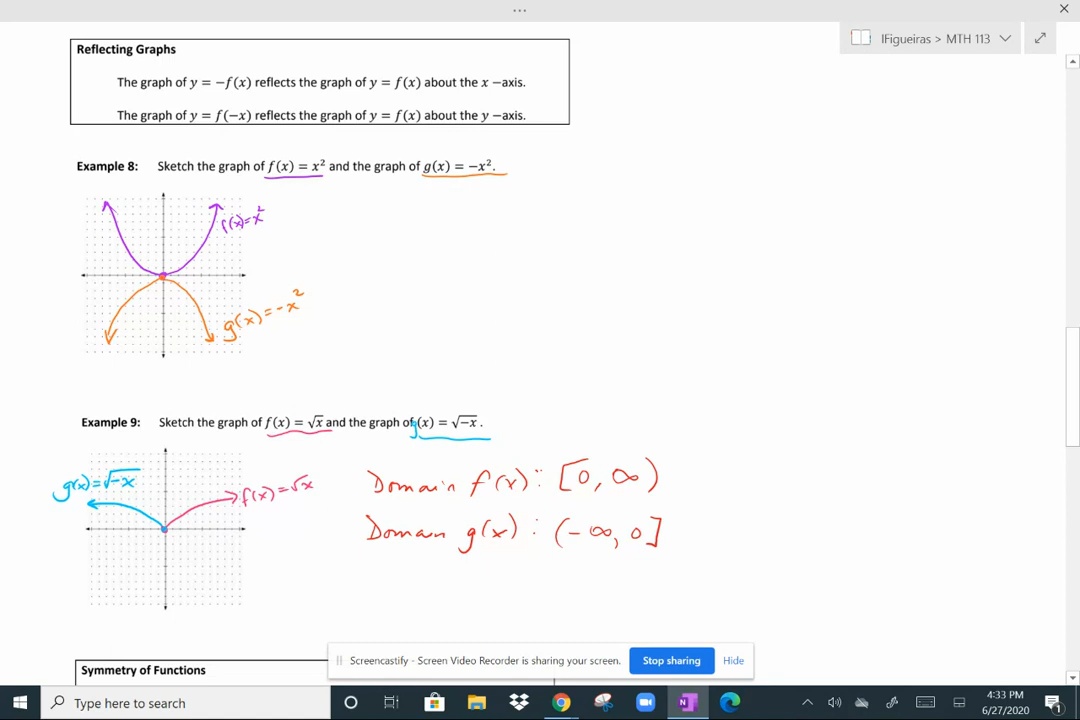 IFigueiras > MTH 113
Reflecting Graphs
The graph of y = −f(x) reflects the graph of y = f(x) about the x −axis.
The graph of y = f(−x) reflects the graph of y = f(x) about the y −axis.
Example 8: Sketch the graph of f(x) = x² and the graph of g(x) = −x².
f(x)=x²
g(x)=-x²
Example 9: Sketch the graph of f(x) = √x and the graph of g(x) = √−x .
g(x)=√-x
f(x)=√x
Domain f(x): [0, ∞)
Domain g(x): (-∞, 0]
Screencastify - Screen Video Recorder is sharing your screen.
Stop sharing
Hide
Symmetry of Functions
Type here to search
4:33 PM
6/27/2020
1